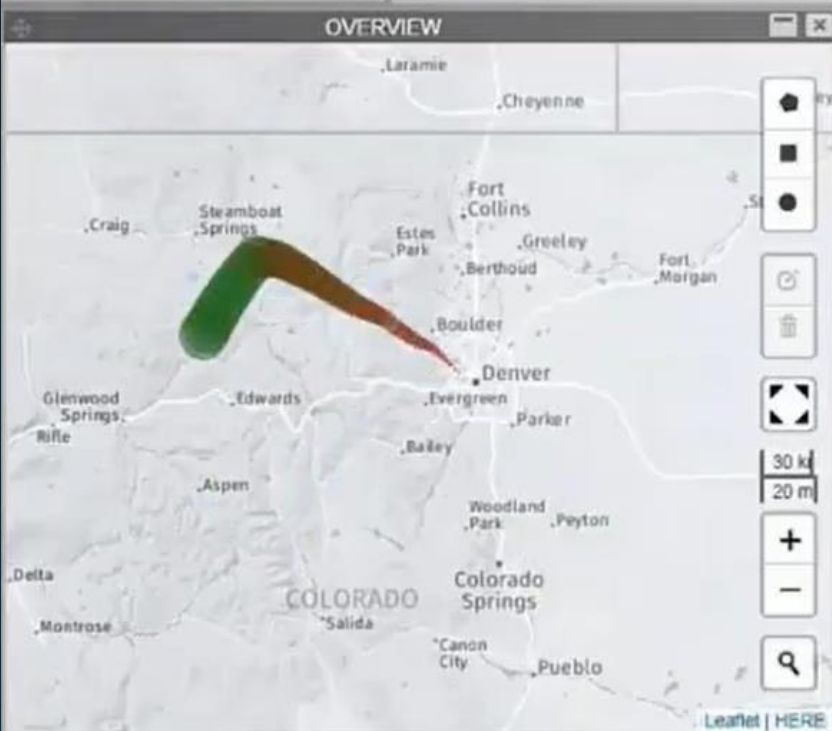 OVERVIEW
.Laramie
.Cheyenne
Fort
.Collins
Steamboat
.Springs
.Craig
Estes
.Park
.Greeley
.Berthoud
Fort
.Morgan
.Boulder
.Denver
Glenwood
Springs.
.Edwards
.Evergreen
Rifle
.Parker
.Bailey
30 k
20 m
.Aspen
Woodland
.Park
.Peyton
+
−
.Delta
Colorado
Springs
COLORADO
.Salida
.Montrose
Canon
City
.Pueblo
Leaflet | HERE